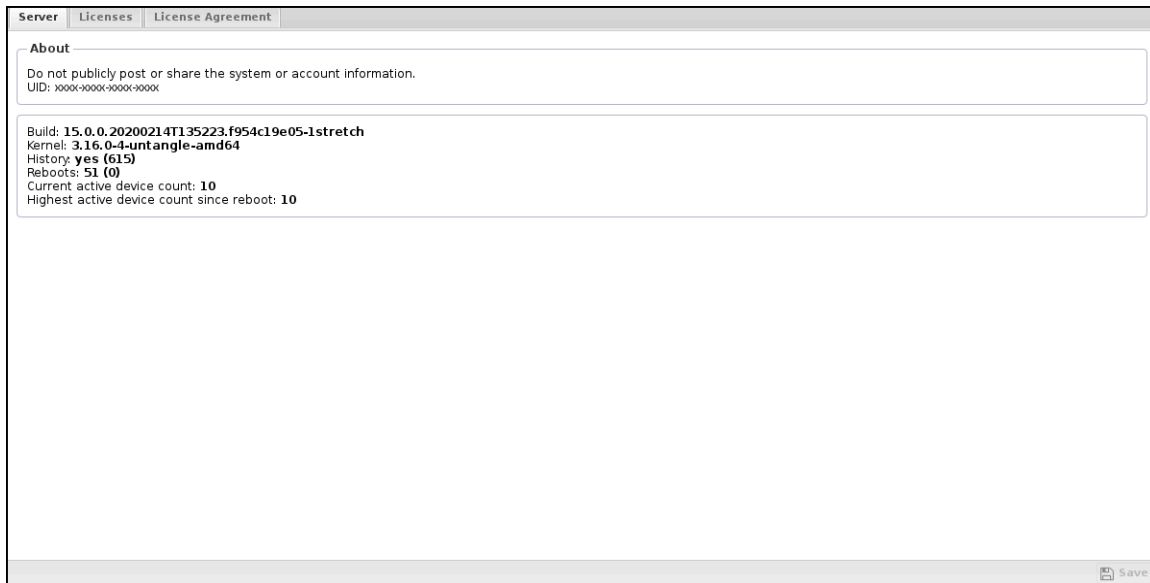 Server Licenses License Agreement
About
Do not publicly post or share the system or account information.
UID: xxxx-xxxx-xxxx-xxxx
Build: 15.0.0.20200214T135223.f954c19e05-1stretch
Kernel: 3.16.0-4-untangle-amd64
History: yes (615)
Reboots: 51 (0)
Current active device count: 10
Highest active device count since reboot: 10
Save